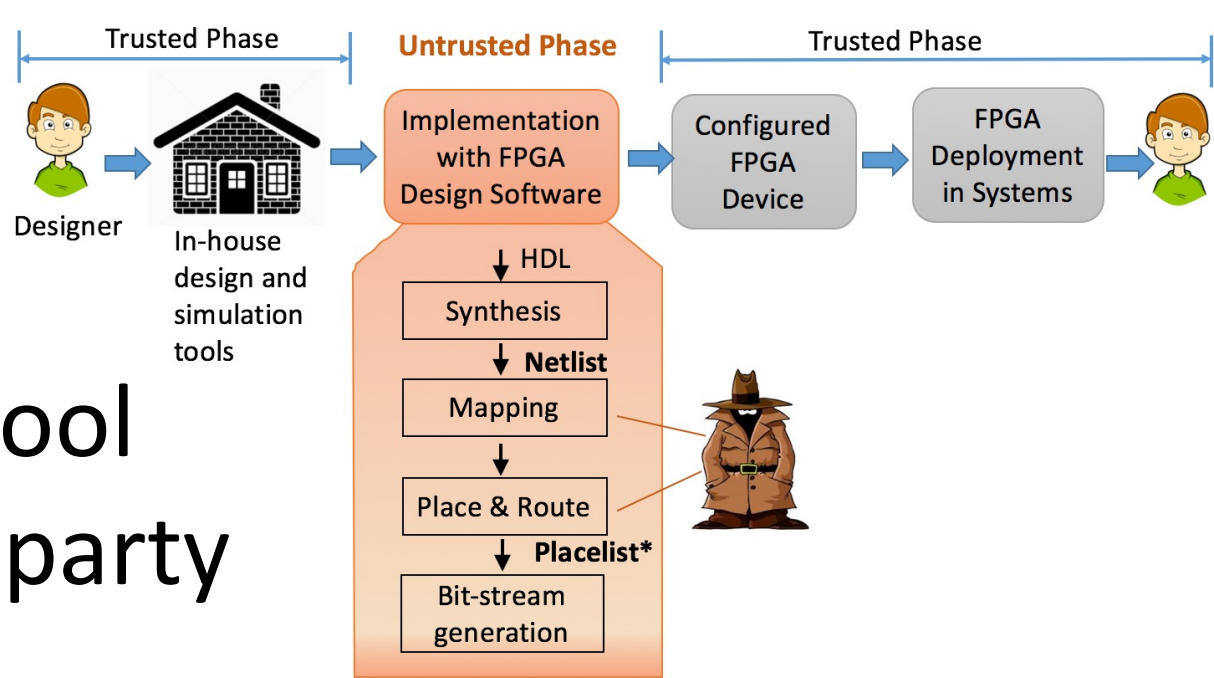 Trusted Phase
Untrusted Phase
Trusted Phase
Designer
In-house
design and
simulation
tools
Implementation
with FPGA
Design Software
Configured
FPGA
Device
FPGA
Deployment
in Systems
HDL
Synthesis
Netlist
Mapping
Place & Route
Placelist*
Bit-stream
generation
ool
party